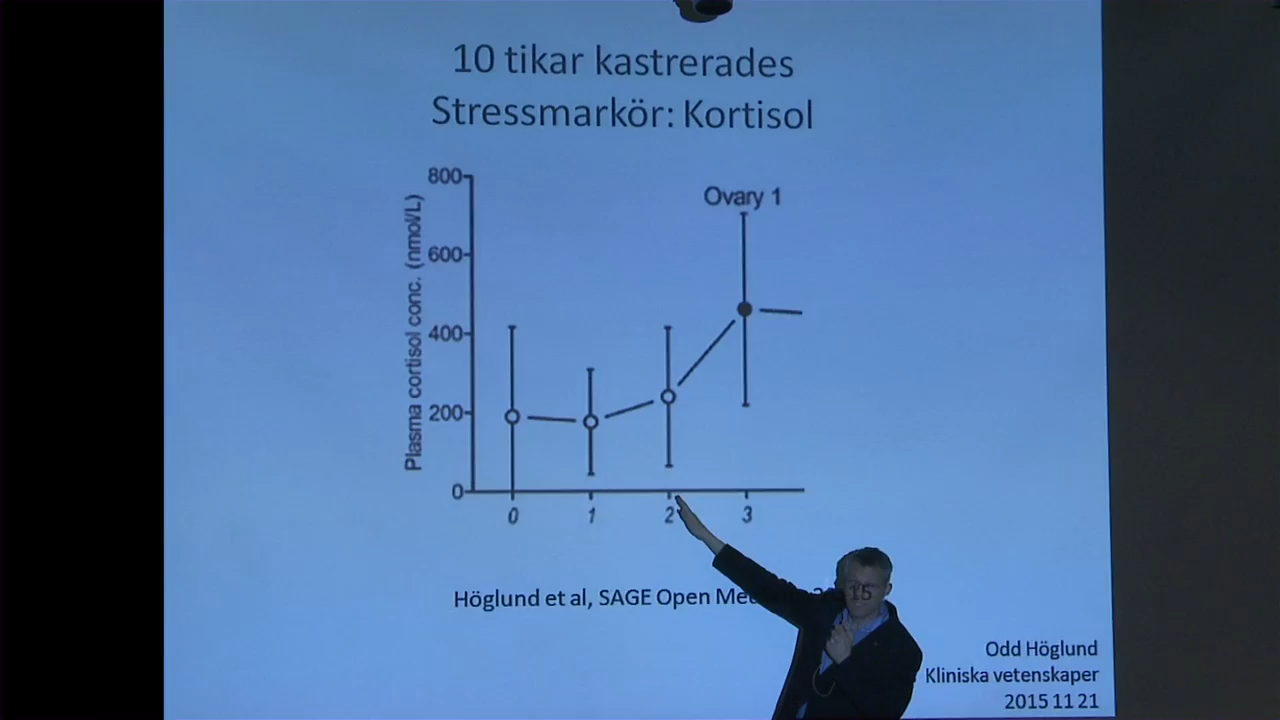 10 tikar kastrerades
Stressmarkör: Kortisol
Ovary 1
Plasma cortisol conc. (nmol/L)
800
600
400
200
0
0 1 2 3
Höglund et al, SAGE Open 15
Odd Höglund
Kliniska vetenskaper
2015 11 21